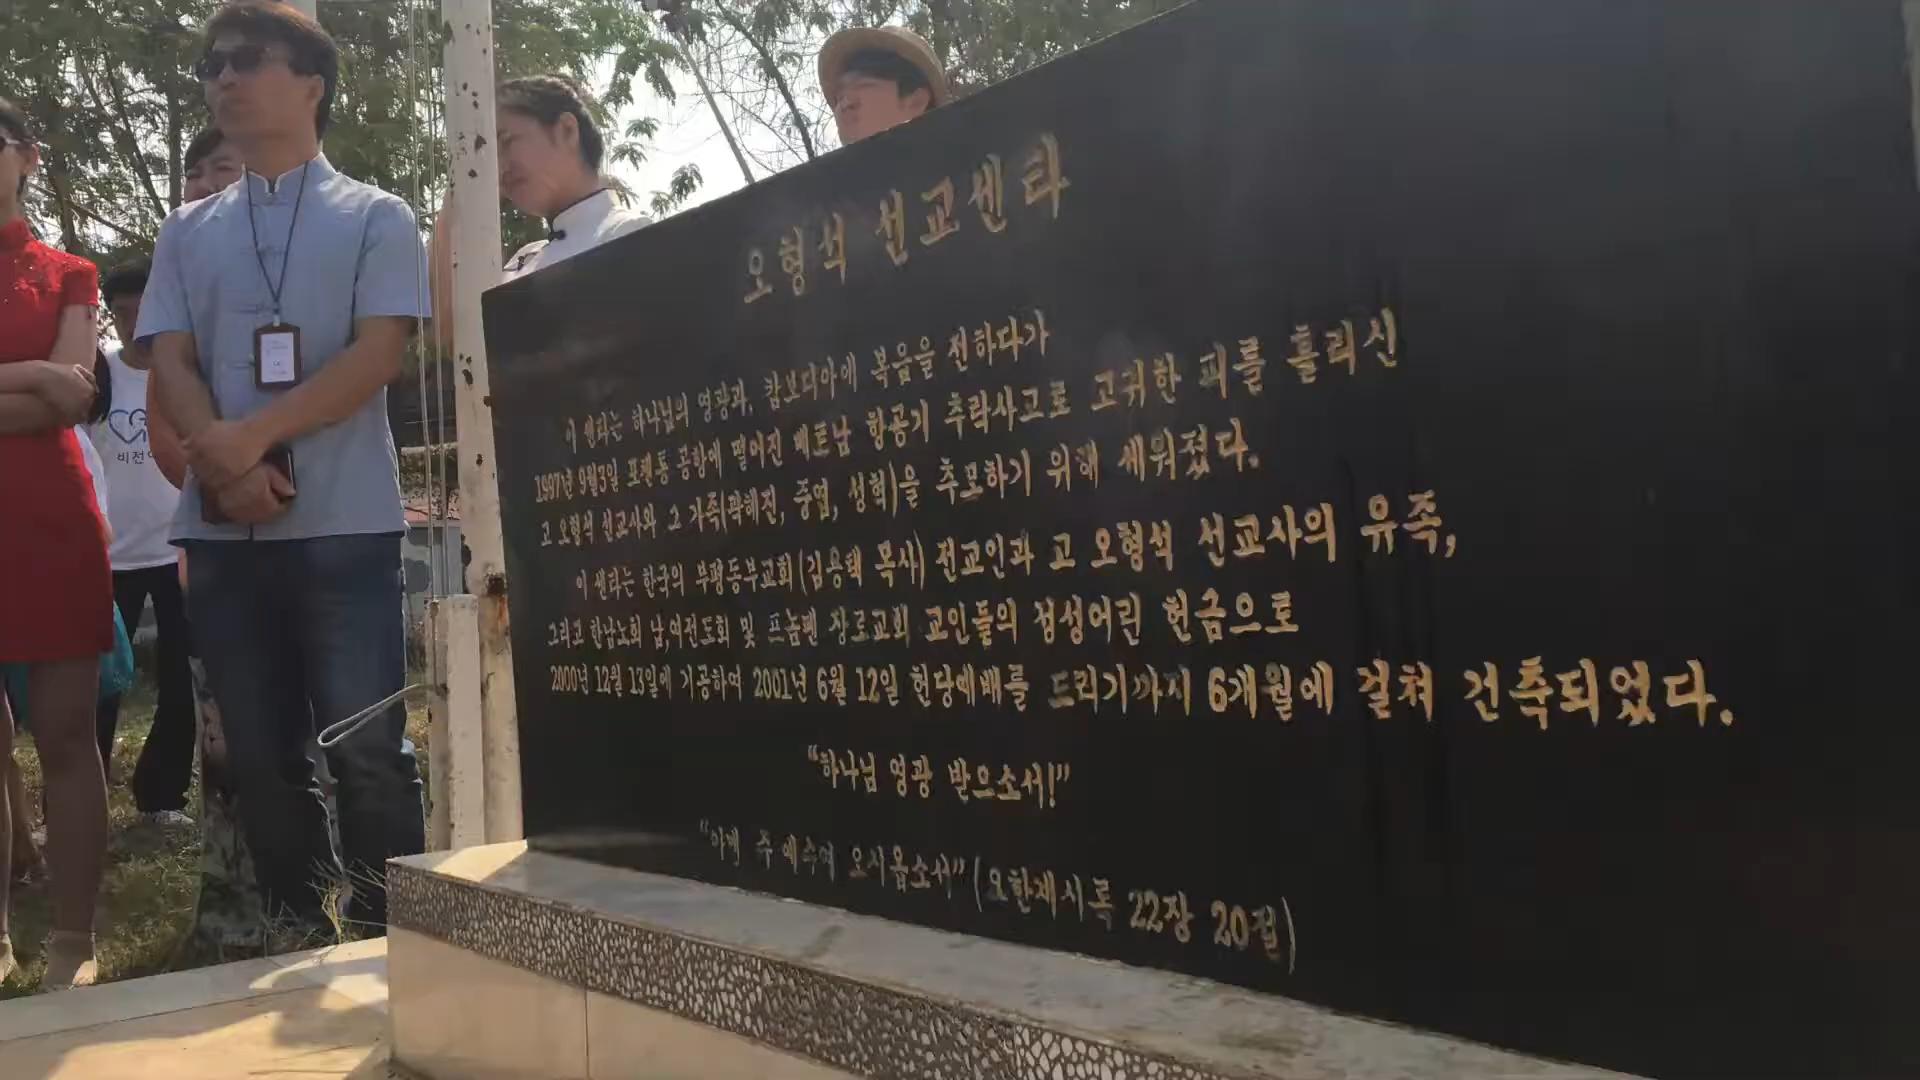 오형석 선교센타
이 센타는 하나님의 영광과, 캄보디아에 복음을 전하다가
1997년 9월3일 포첸통 공항에 떨어진 베트남 항공기 추락사고로 고귀한 피를 흘리신
고 오형석 선교사와 그 가족(곽혜진, 중엽, 성혁)을 추모하기 위해 세워졌다.
이 센타는 한국의 부평동부교회(김용택 목사) 전교인과 고 오형석 선교사의 유족,
그리고 한남노회 남,여전도회 및 프놈펜 장로교회 교인들의 정성어린 헌금으로
2000년 12월 13일에 기공하여 2001년 6월 12일 헌당예배를 드리기까지 6개월에 걸쳐 건축되었다.
"하나님 영광 받으소서!"
"아멘 주 예수여 오시옵소서" (요한계시록 22장 20절)
비전